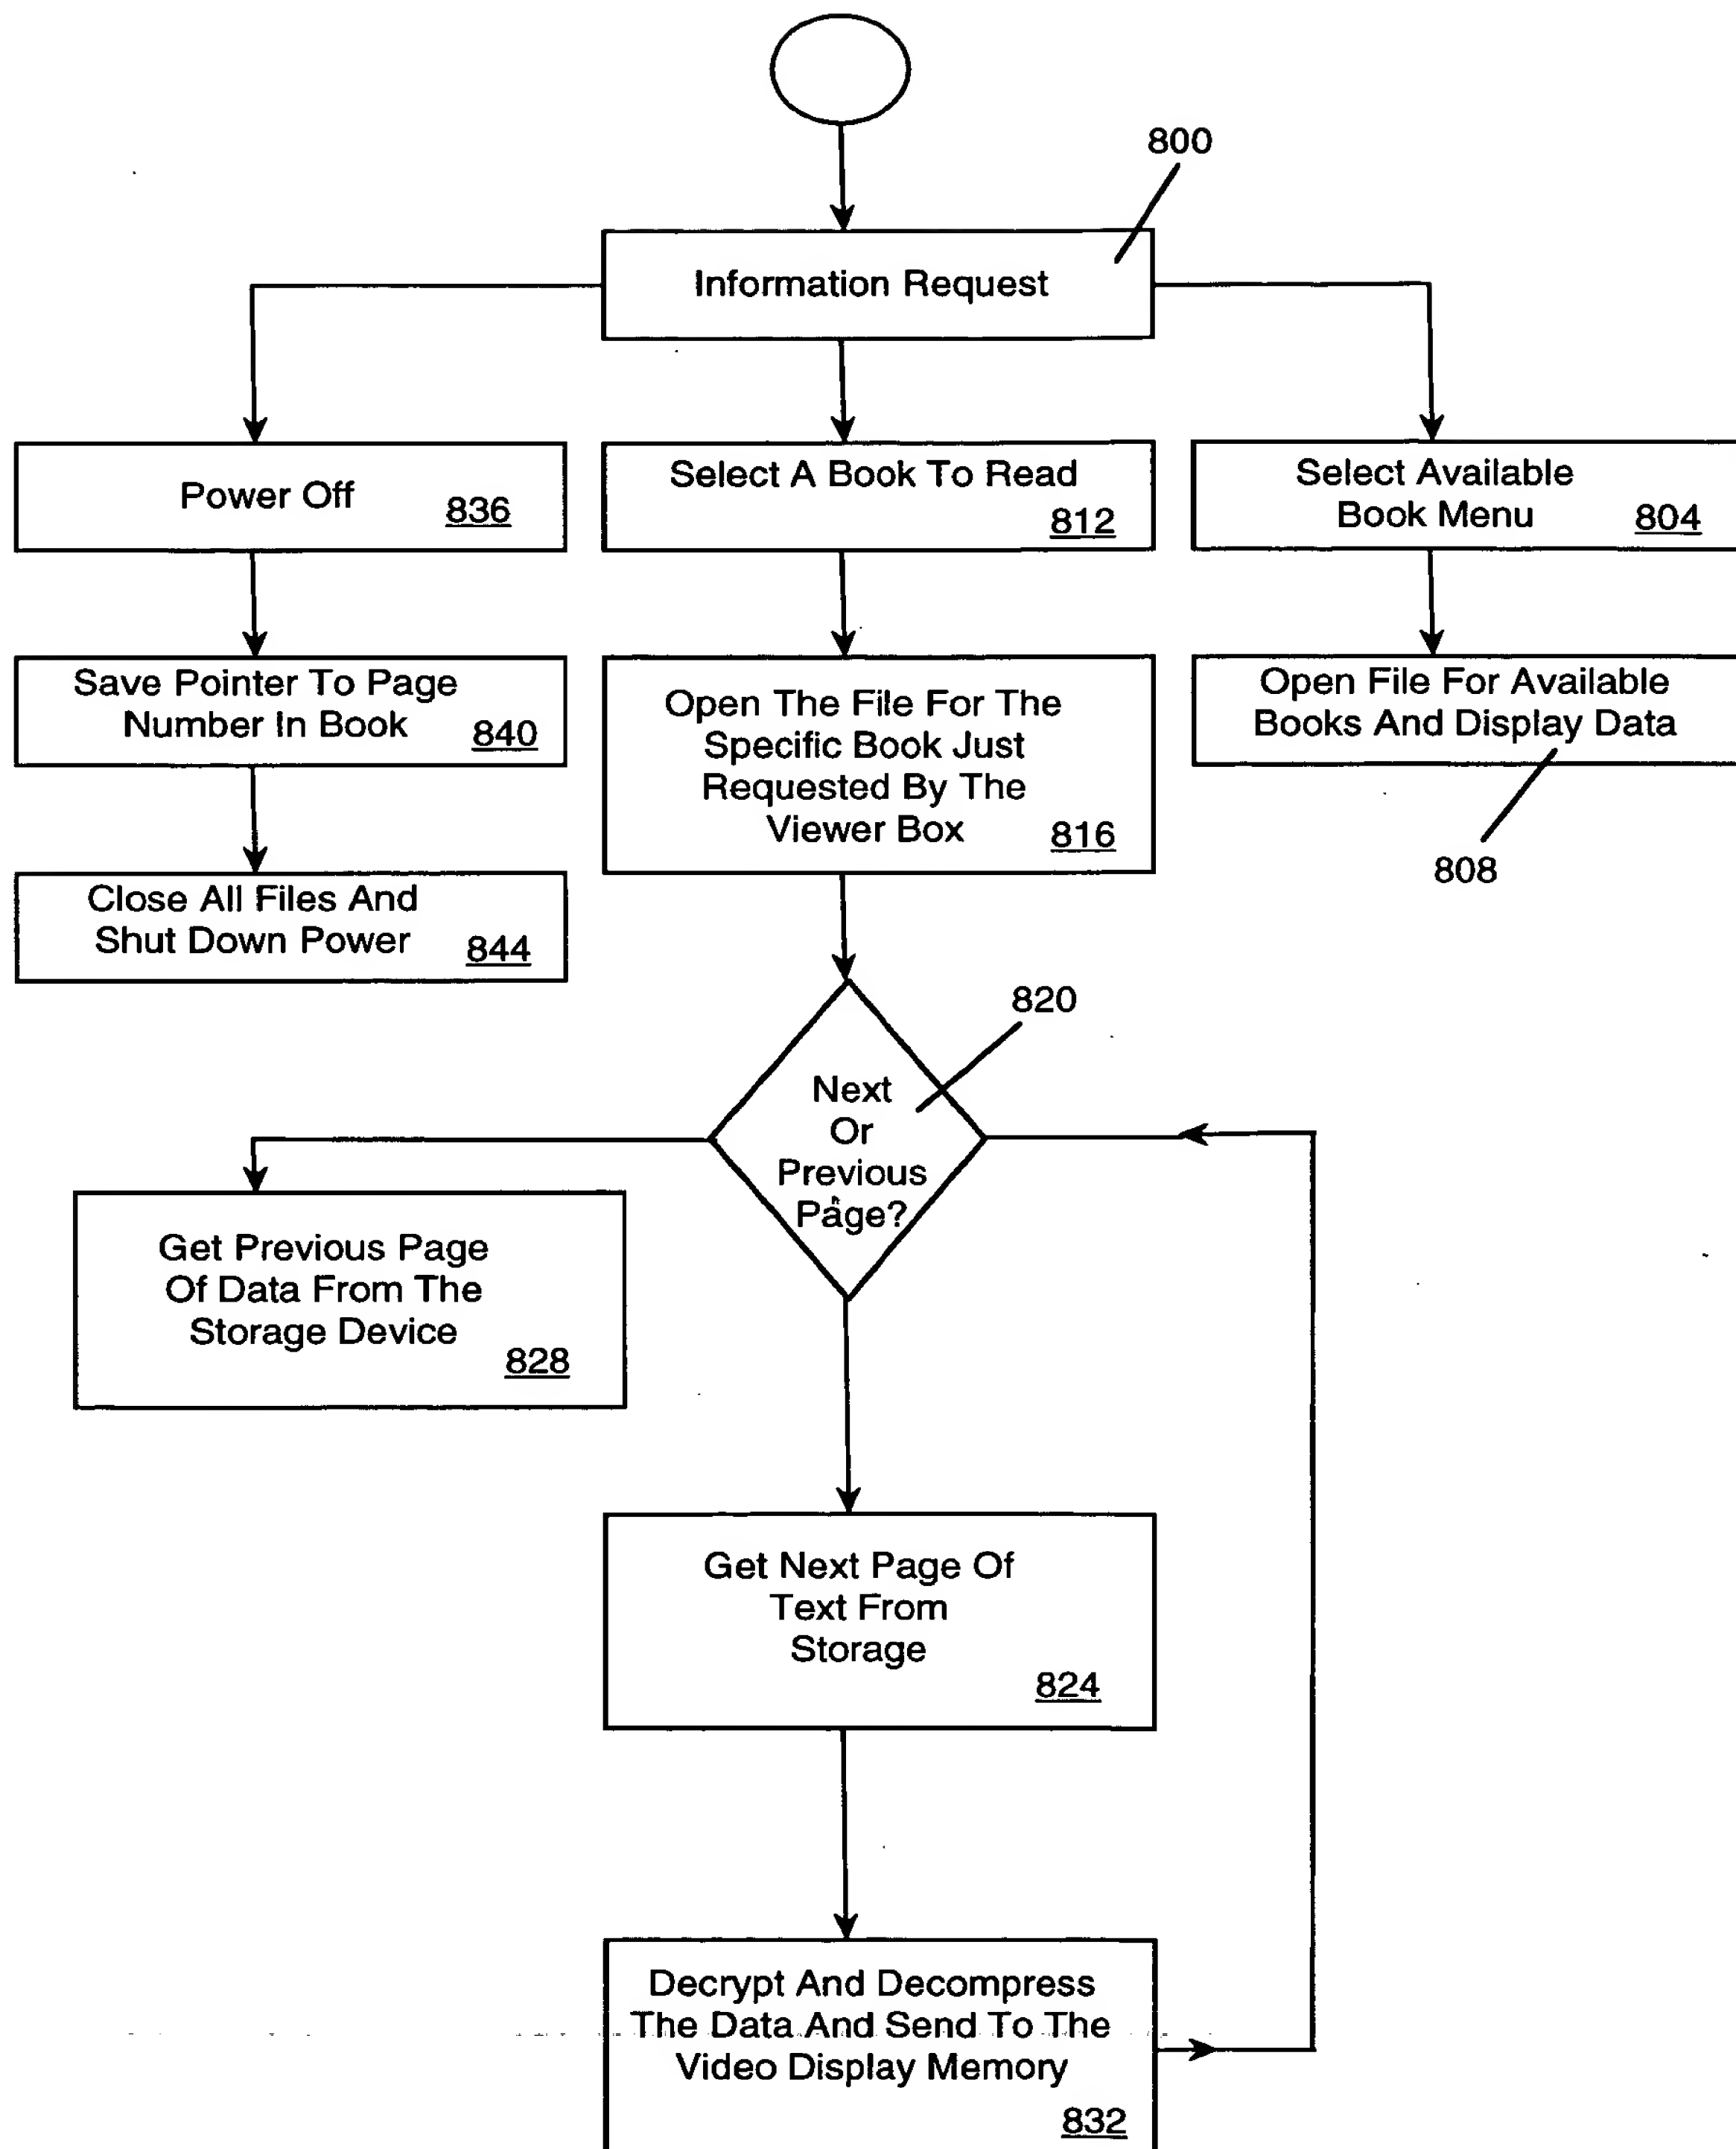 800
Information Request
Power Off
836
Select A Book To Read
812
Select Available
Book Menu
804
Save Pointer To Page
Number In Book
840
Open The File For The
Specific Book Just
Requested By The
Viewer Box
816
Open File For Available
Books And Display Data
808
Close All Files And
Shut Down Power
844
820
Next
Or
Previous
Page?
Get Previous Page
Of Data From The
Storage Device
828
Get Next Page Of
Text From
Storage
824
Decrypt And Decompress
The Data And Send To The
Video Display Memory
832